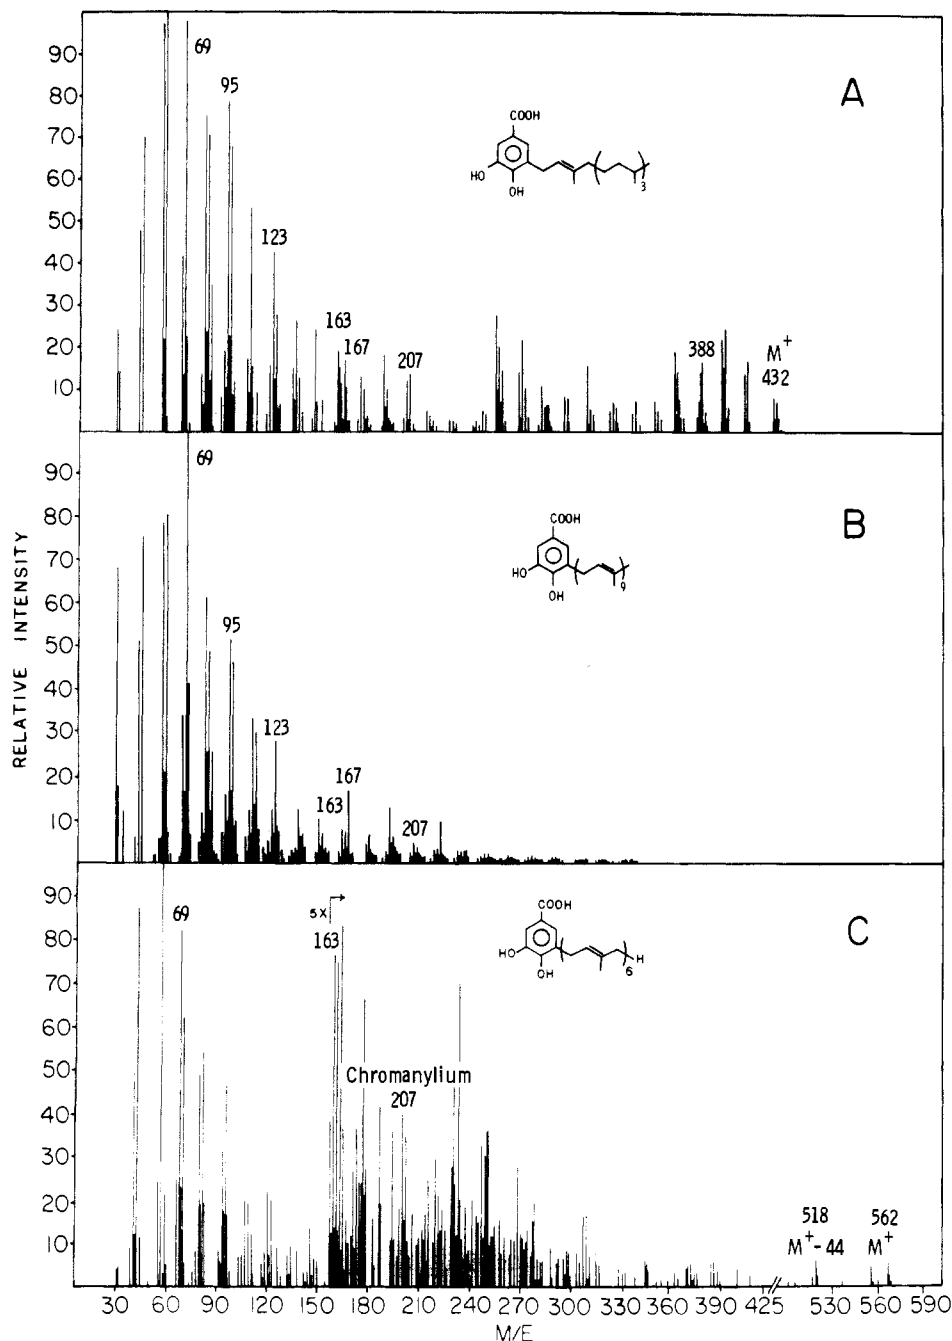 RELATIVE INTENSITY
A
90
80
70
60
50
40
30
20
10
69
95
123
163
167
207
388
M+
432
COOH
HO
OH
3
B
90
80
70
60
50
40
30
20
10
69
95
123
163
167
207
COOH
HO
OH
9
C
90
80
70
60
50
40
30
20
10
69
5X
163
Chromanylium
207
518
M+-44
562
M+
COOH
HO
OH
6
H
30 60 90 120 150 180 210 240 270 300 330 360 390 425 530 560 590
M/E